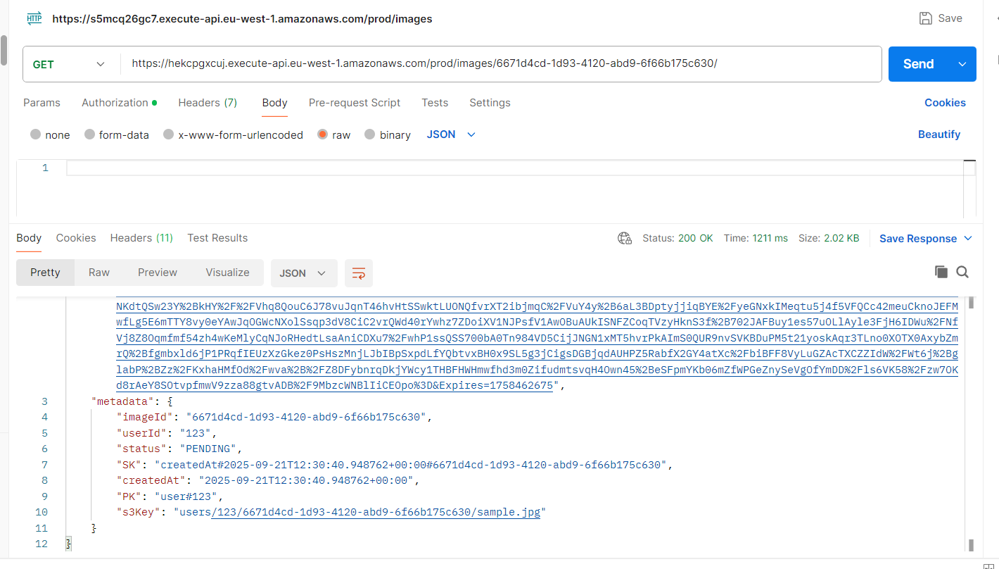 HTTP https://s5mcq26gc7.execute-api.eu-west-1.amazonaws.com/prod/images Save
GET https://hekcpgxcuj.execute-api.eu-west-1.amazonaws.com/prod/images/6671d4cd-1d93-4120-abd9-6f66b175c630/ Send
Params Authorization Headers (7) Body Pre-request Script Tests Settings Cookies
none form-data x-www-form-urlencoded raw binary JSON Beautify
1
Body Cookies Headers (11) Test Results Status: 200 OK Time: 1211 ms Size: 2.02 KB Save Response
Pretty Raw Preview Visualize JSON
NKdtQSw23Y%2BkHY%2F%2FVhq8QouC6J78vuJqnT46hvHtSSwktLUONQfvrXT2ibjmqC%2FVuY4y%2B6aL3BDptyjjiqBYE%2FyeGNxkIMeqtu5j4f5VFQCc42meuCknoJEFM
wfLg5E6mTTY8vy0eYAwJqOGWcNXolSsqp3dV8CiC2vrQWd40rYwhz7ZDoiXV1NJPsfV1AwOBuAUkISNFZCoqTVzyHknS3f%2B702JAFBuy1es57uOLlAyle3FjH6IDWu%2FNf
Vj8Z8Oqmfmf54zh4wKeMlyCqNJoRHedtLsaAniCDXu7%2FwhP1ssQSS700bA0Tn984VD5CijJNGN1xMT5hvrPkAImS0QUR9nvSVKBDuPM5t21yoskAqr3TLno0XOTX0AxybZm
rQ%2Bfgmbxld6jP1PRqfIEUzXzGkez0PsHszMnjLJbIBpSxpdLfYQbtvxBH0x9SL5g3jCigsDGBjqdAUHPZ5RabfX2GY4atXc%2FbiBFF8VyLuGZAcTXCZZIdW%2FWt6j%2Bg
labP%2BZz%2FKxhaHMfOd%2Fwva%2B%2FZ8DFybnrqDkjYWcy1THBFHWHmwfhd3m0ZifudmtsvqH4Own45%2BeSFpmYKb06mZfWPGeZnySeVgOfYmDD%2Fls6VK58%2Fzw7OK
d8rAeY8SOtvpfmwV9zza88gtvADB%2F9MbzcWNBlIiCEOpo%3D&Expires=1758462675",
3 "metadata": {
4 "imageId": "6671d4cd-1d93-4120-abd9-6f66b175c630",
5 "userId": "123",
6 "status": "PENDING",
7 "SK": "createdAt#2025-09-21T12:30:40.948762+00:00#6671d4cd-1d93-4120-abd9-6f66b175c630",
8 "createdAt": "2025-09-21T12:30:40.948762+00:00",
9 "PK": "user#123",
10 "s3Key": "users/123/6671d4cd-1d93-4120-abd9-6f66b175c630/sample.jpg"
11 }
12 }